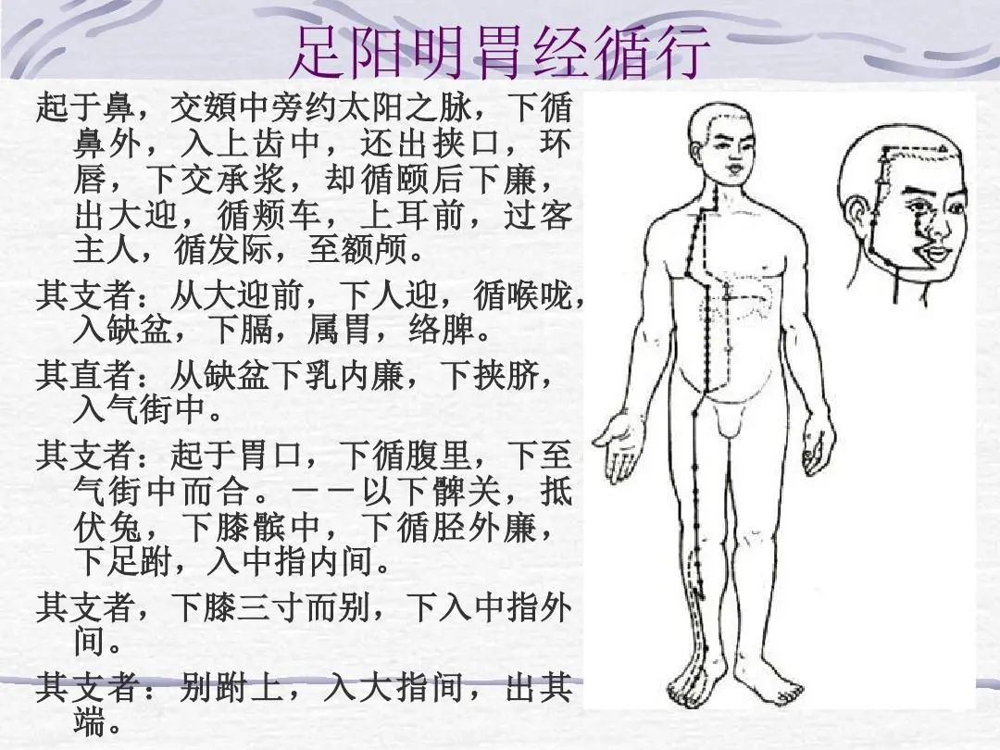 足阳明胃经循行
起于鼻，交頞中旁约太阳之脉，下循
鼻外，入上齿中，还出挟口，环
唇，下交承浆，却循颐后下廉，
出大迎，循颊车，上耳前，过客
主人，循发际，至额颅。
其支者：从大迎前，下人迎，循喉咙，
入缺盆，下膈，属胃，络脾。
其直者：从缺盆下乳内廉，下挟脐，
入气街中。
其支者：起于胃口，下循腹里，下至
气街中而合。－－以下髀关，抵
伏兔，下膝髌中，下循胫外廉，
下足跗，入中指内间。
其支者，下膝三寸而别，下入中指外
间。
其支者：别跗上，入大指间，出其
端。